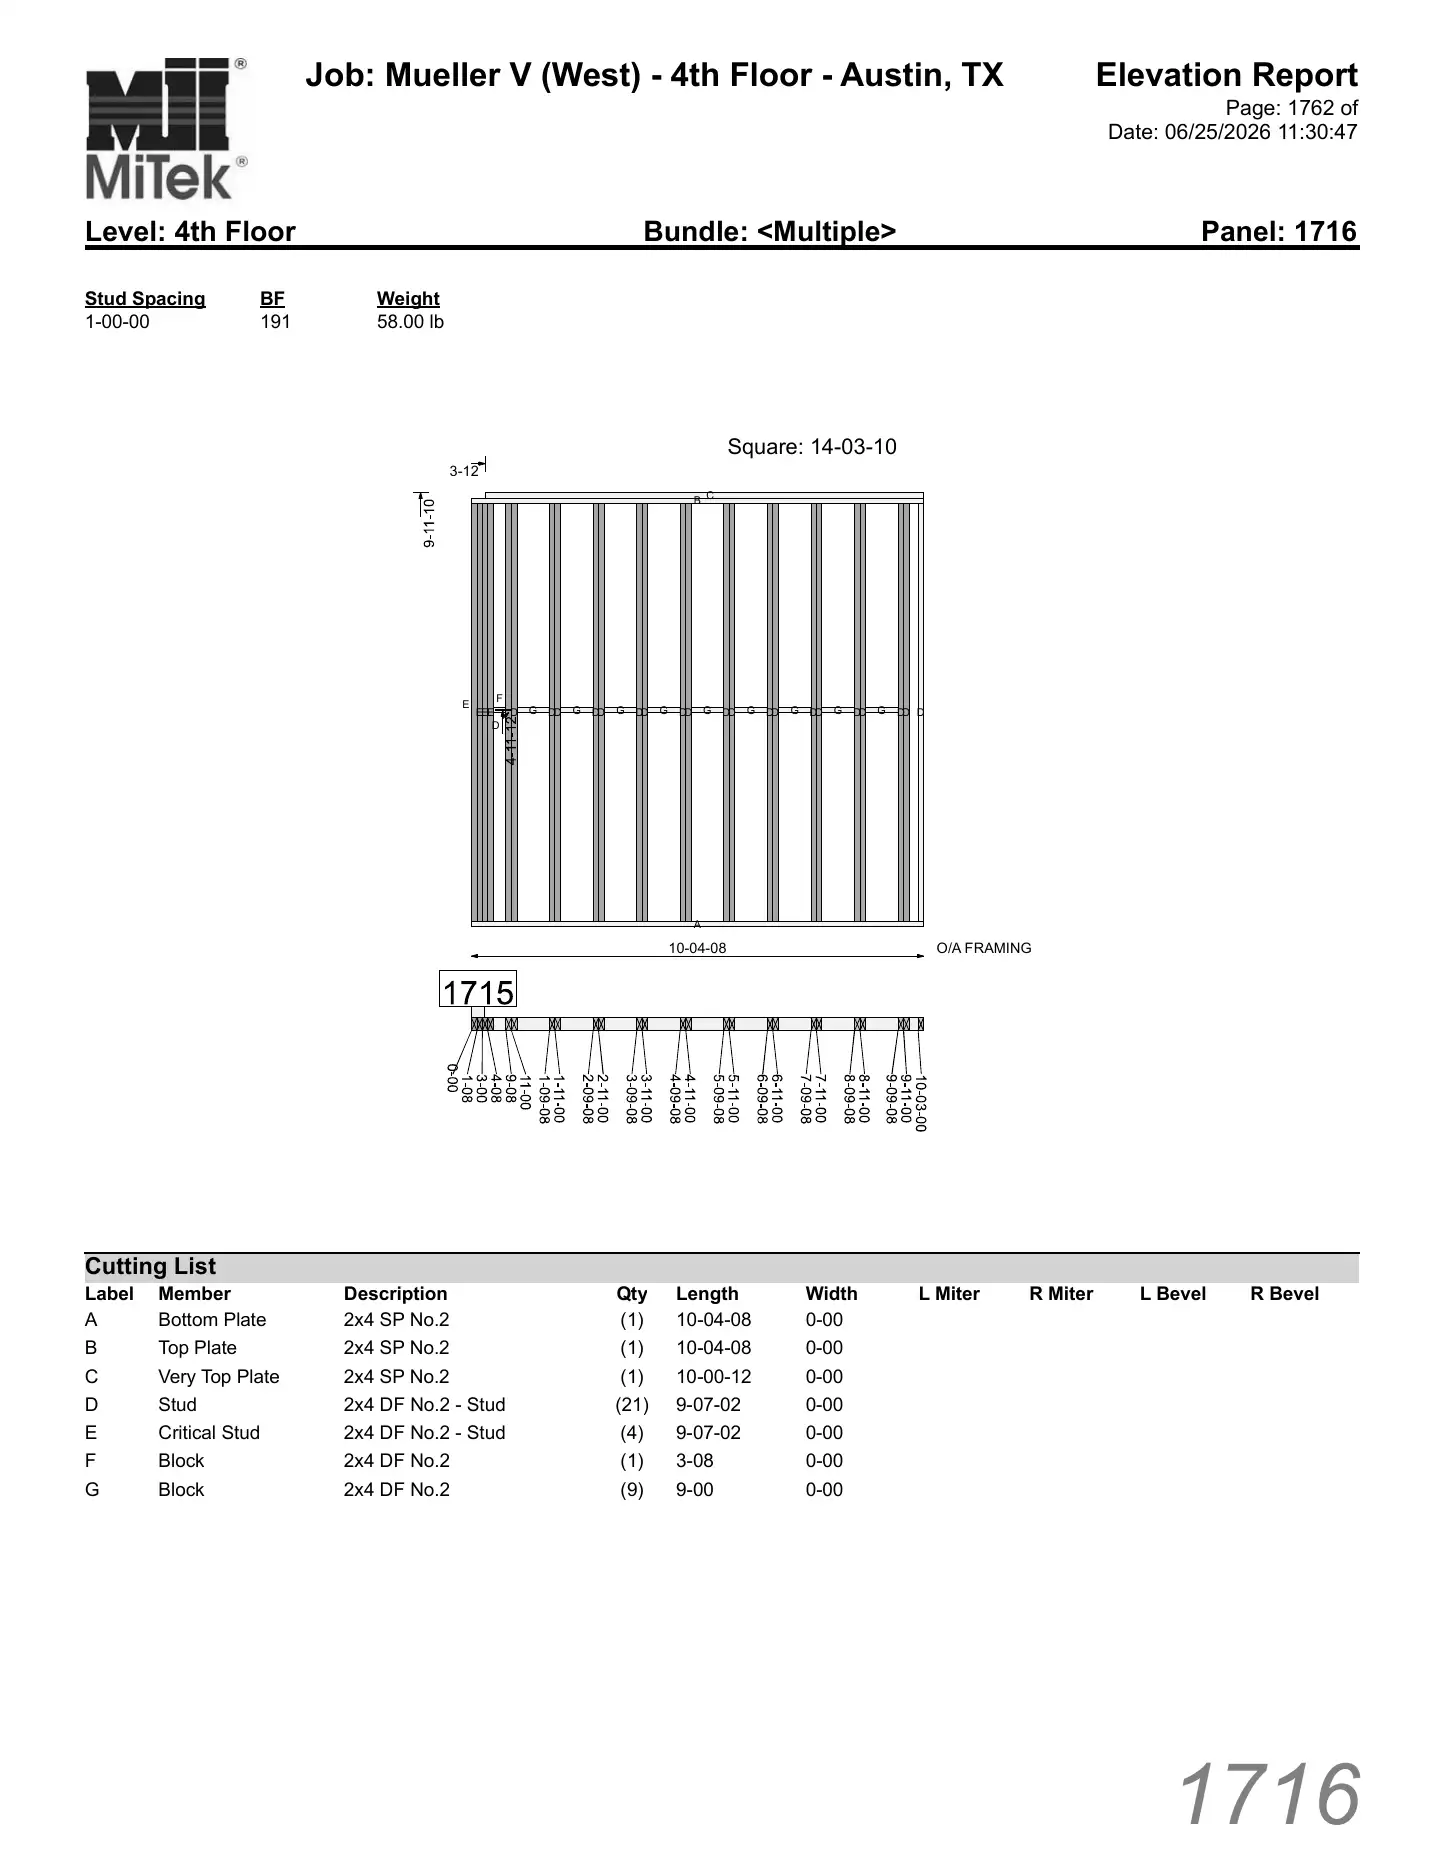 MiTek®
Job: Mueller V (West) - 4th Floor - Austin, TX
Elevation Report
Page: 1762 of
Date: 06/25/2026 11:30:47
Level: 4th Floor Bundle: <Multiple> Panel: 1716
Stud Spacing BF Weight
1-00-00 191 58.00 lb
Square: 14-03-10
3-12
9-11-10
C
B
E
F
D
4-11-12
G G G G G G G G G
D D D D D D D D D D D D D D D D D D D D
A
10-04-08
O/A FRAMING
1715
0-00
1-08
3-00
4-08
9-08
11-00
1-09-08
1-11-00
2-09-08
2-11-00
3-09-08
3-11-00
4-09-08
4-11-00
5-09-08
5-11-00
6-09-08
6-11-00
7-09-08
7-11-00
8-09-08
8-11-00
9-09-08
9-11-00
10-03-00
Cutting List
Label Member Description Qty Length Width L Miter R Miter L Bevel R Bevel
A Bottom Plate 2x4 SP No.2 (1) 10-04-08 0-00
B Top Plate 2x4 SP No.2 (1) 10-04-08 0-00
C Very Top Plate 2x4 SP No.2 (1) 10-00-12 0-00
D Stud 2x4 DF No.2 - Stud (21) 9-07-02 0-00
E Critical Stud 2x4 DF No.2 - Stud (4) 9-07-02 0-00
F Block 2x4 DF No.2 (1) 3-08 0-00
G Block 2x4 DF No.2 (9) 9-00 0-00
1716